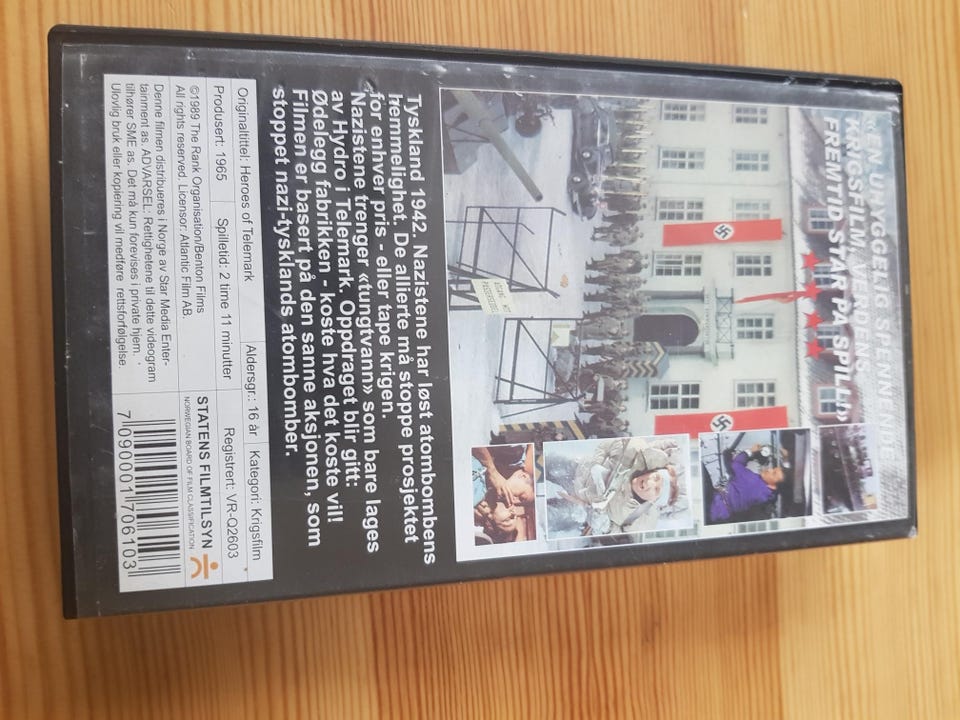 «EN UHYGGELIG SPENNENDE
KRIGSFILM, VERDENS
FREMTID STÅR PÅ SPILL!»
ADGANG MOT
Tyskland 1942. Nazistene har løst atombombens
hemmelighet. De allierte må stoppe prosjektet
for enhver pris - eller tape krigen.
Nazistene trenger «tungtvann» som bare lages
av Hydro i Telemark. Oppdraget blir gitt:
Ødelegg fabrikken - koste hva det koste vil!
Filmen er basert på den sanne aksjonen, som
stoppet nazi-tysklands atombomber.
Originaltittel: Heroes of Telemark
Aldersgr.: 16 år
Kategori: Krigsfilm
Produsert: 1965
Spilletid: 2 time 11 minutter
Registrert: VR-Q2603
©1989 The Rank Organisation/Benton Films
All rights reserved. Licensor: Atlantic Film AB.
STATENS FILMTILSYN
NORWEGIAN BOARD OF FILM CLASSIFICATION
Denne filmen distribueres i Norge av Star Media Enter-
tainment as. ADVARSEL: Rettighetene til dette videogram
tilhører SME as. Det må kun forevises i private hjem.
Ulovlig bruk eller kopiering vil medføre rettsforfølgelse.
7 090001 706103